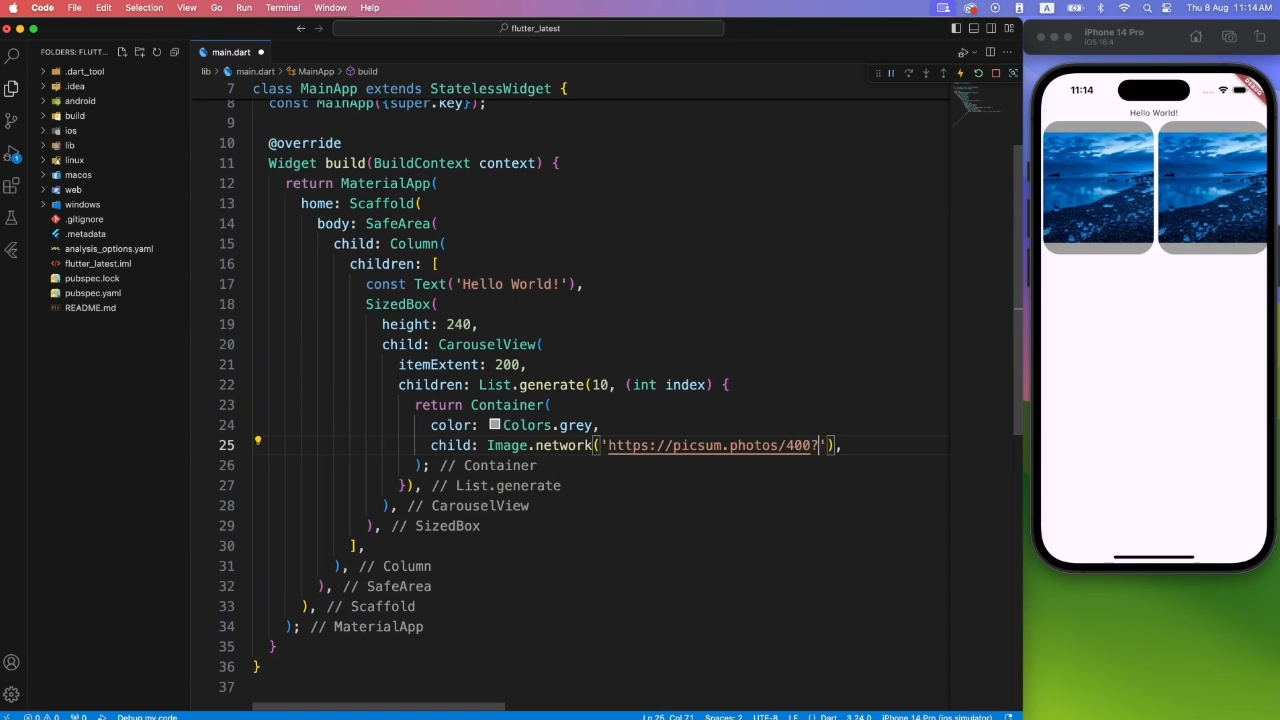 Code File Edit Selection View Go Run Terminal Window Help
A
Thu 8 Aug 11:14 AM
flutter_latest
FOLDERS: FLUTT...
main.dart
lib > main.dart > MainApp > build
.dart_tool
.idea
android
build
ios
lib
linux
macos
web
windows
.gitignore
.metadata
analysis_options.yaml
flutter_latest.iml
pubspec.lock
pubspec.yaml
README.md
1
7 class MainApp extends StatelessWidget {
8 const MainApp({super.key});
9
10 @override
11 Widget build(BuildContext context) {
12 return MaterialApp(
13 home: Scaffold(
14 body: SafeArea(
15 child: Column(
16 children: [
17 const Text('Hello World!'),
18 SizedBox(
19 height: 240,
20 child: CarouselView(
21 itemExtent: 200,
22 children: List.generate(10, (int index) {
23 return Container(
24 color: Colors.grey,
25 child: Image.network('https://picsum.photos/400?'),
26 ); // Container
27 }), // List.generate
28 ), // CarouselView
29 ), // SizedBox
30 ],
31 ), // Column
32 ), // SafeArea
33 ), // Scaffold
34 ); // MaterialApp
35 }
36 }
37
iPhone 14 Pro
iOS 16.4
11:14
DEBUG
Hello World!
0 0 0 Debug my code
Ln 25, Col 71 Spaces: 2 UTF-8 LF {} Dart 3.24.0 iPhone 14 Pro (ios simulator)